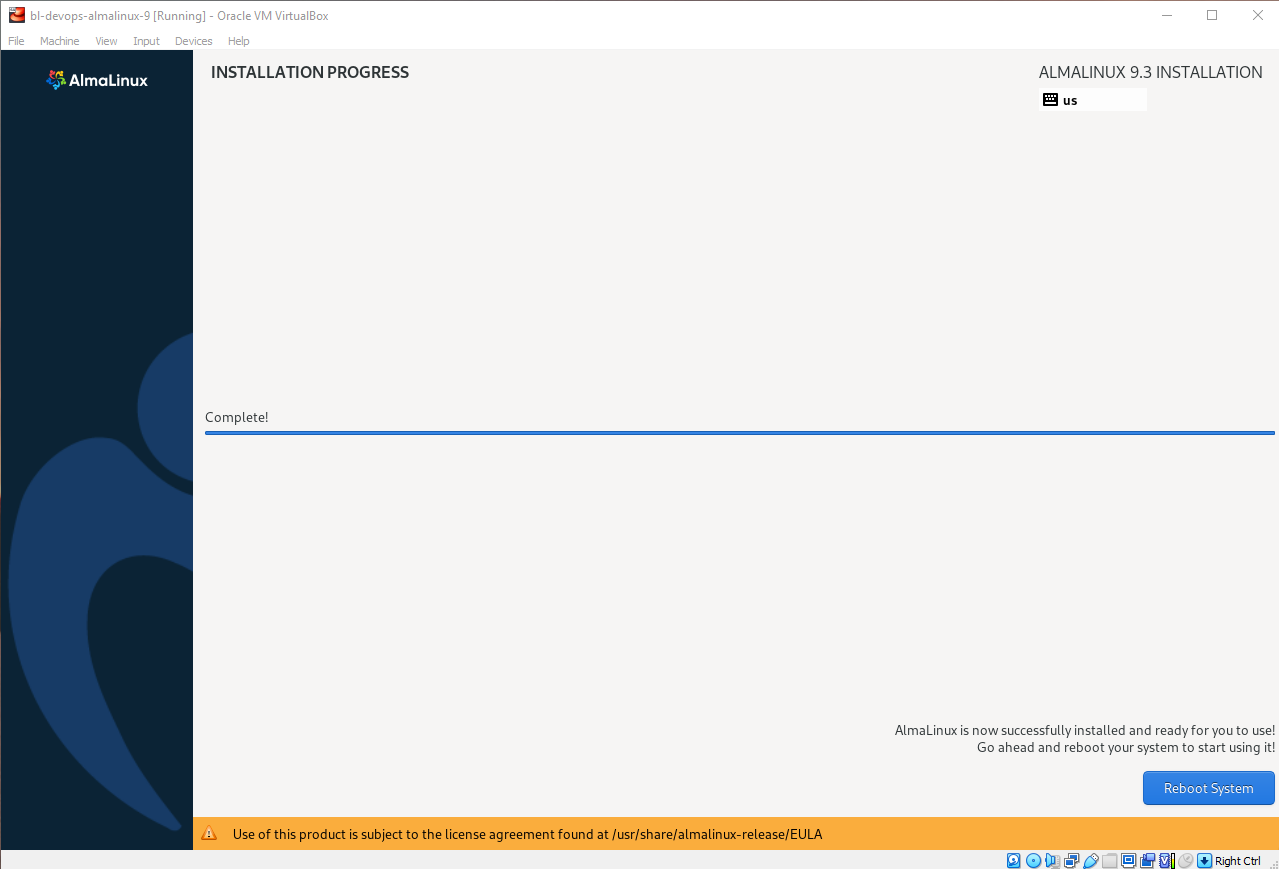 bl-devops-almalinux-9 [Running] - Oracle VM VirtualBox
File Machine View Input Devices Help
AlmaLinux
INSTALLATION PROGRESS
ALMALINUX 9.3 INSTALLATION
us
Complete!
AlmaLinux is now successfully installed and ready for you to use!
Go ahead and reboot your system to start using it!
Reboot System
Use of this product is subject to the license agreement found at /usr/share/almalinux-release/EULA
Right Ctrl